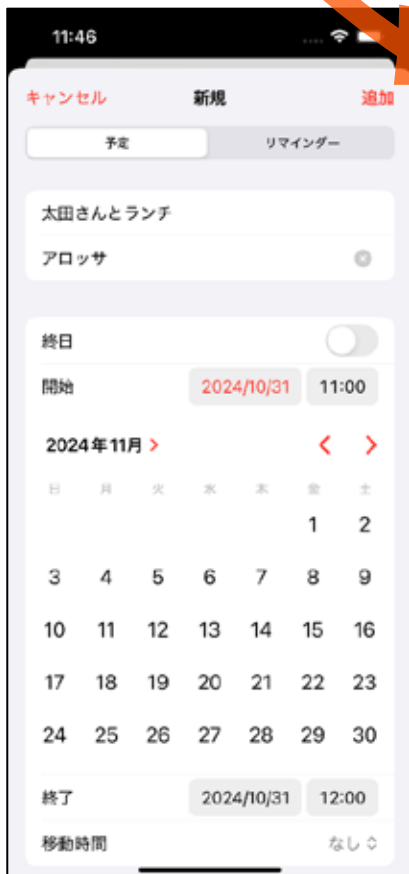 11:46
キャンセル 新規 追加
予定 リマインダー
太田さんとランチ
アロッサ
終日
開始 2024/10/31 11:00
2024年11月
日 月 火 水 木 金 土
1 2
3 4 5 6 7 8 9
10 11 12 13 14 15 16
17 18 19 20 21 22 23
24 25 26 27 28 29 30
終了 2024/10/31 12:00
移動時間 なし